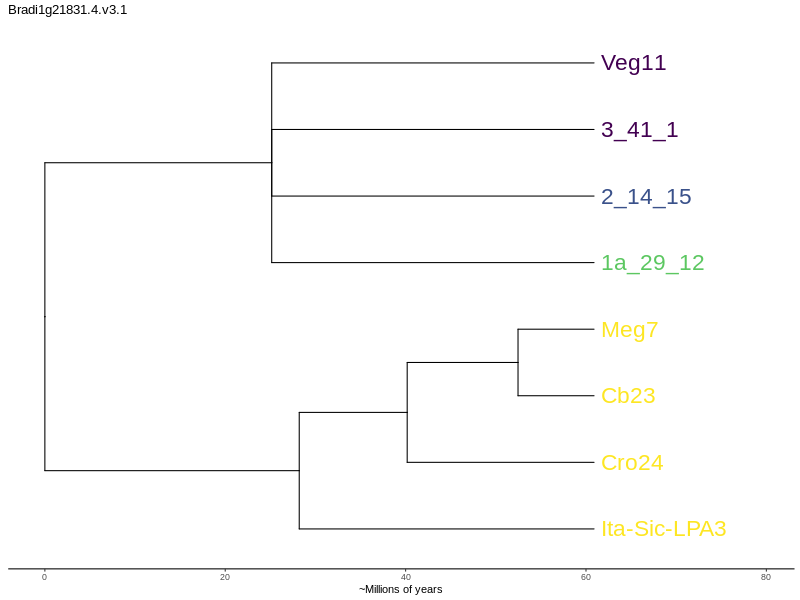 Bradi1g21831.4.v3.1
Veg11
3_41_1
2_14_15
1a_29_12
Meg7
Cb23
Cro24
Ita-Sic-LPA3
0 20 40 60 80
~Millions of years